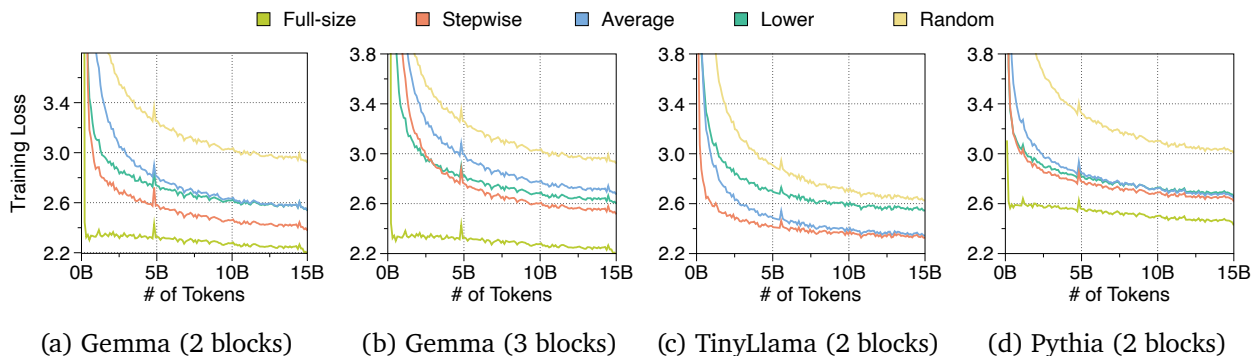 Full-size Stepwise Average Lower Random
Training Loss
3.4
3.0
2.6
2.2
0B 5B 10B 15B
# of Tokens
(a) Gemma (2 blocks)
3.8
3.4
3.0
2.6
2.2
0B 5B 10B 15B
# of Tokens
(b) Gemma (3 blocks)
3.8
3.4
3.0
2.6
2.2
0B 5B 10B 15B
# of Tokens
(c) TinyLlama (2 blocks)
3.8
3.4
3.0
2.6
2.2
0B 5B 10B 15B
# of Tokens
(d) Pythia (2 blocks)